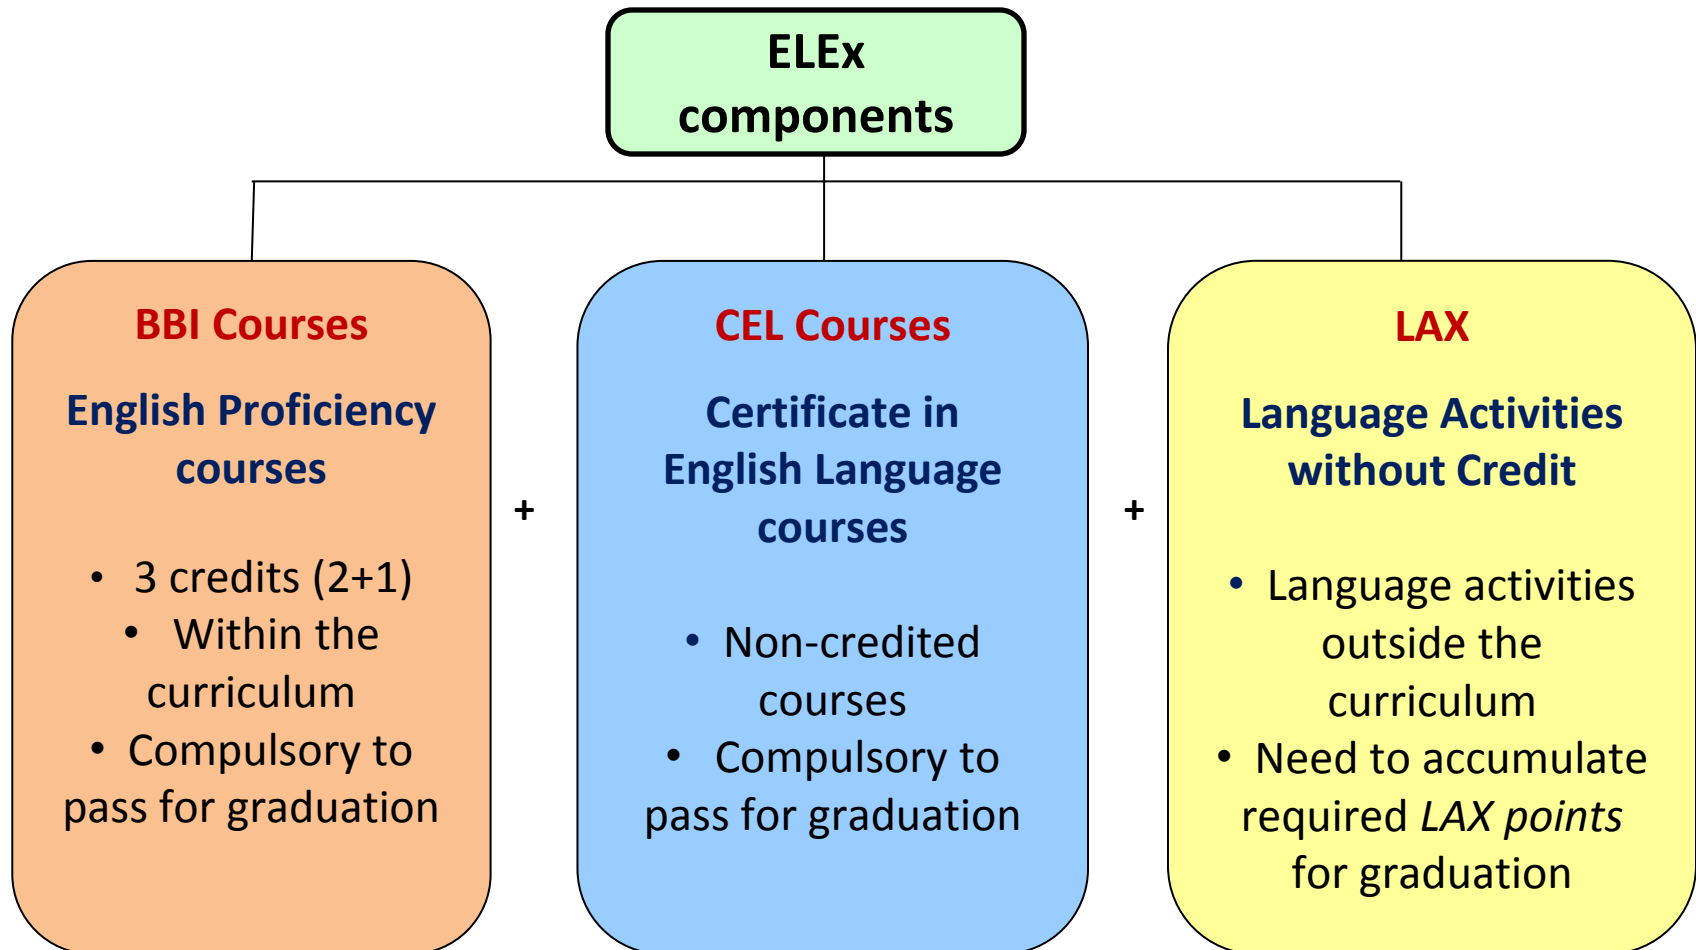 ELEx
components
BBI Courses
English Proficiency
courses
• 3 credits (2+1)
• Within the
curriculum
• Compulsory to
pass for graduation
+
CEL Courses
Certificate in
English Language
courses
• Non-credited
courses
• Compulsory to
pass for graduation
+
LAX
Language Activities
without Credit
• Language activities
outside the
curriculum
• Need to accumulate
required LAX points
for graduation